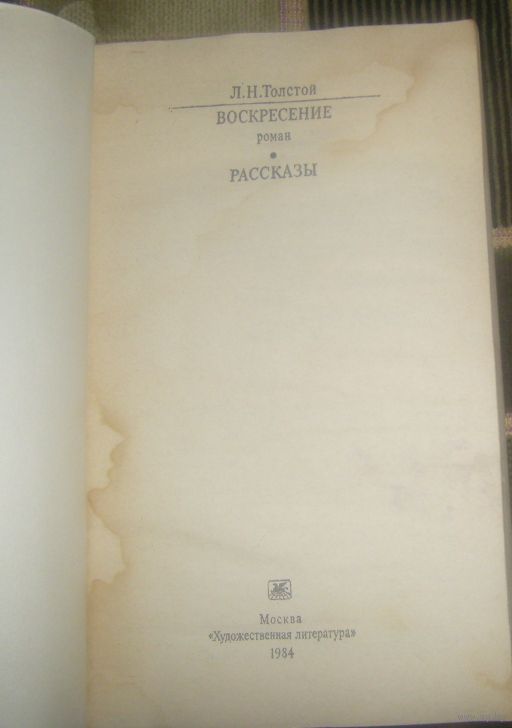 Л.Н.Толстой
ВОСКРЕСЕНИЕ
роман
•
РАССКАЗЫ
Москва
«Художественная литература»
1984